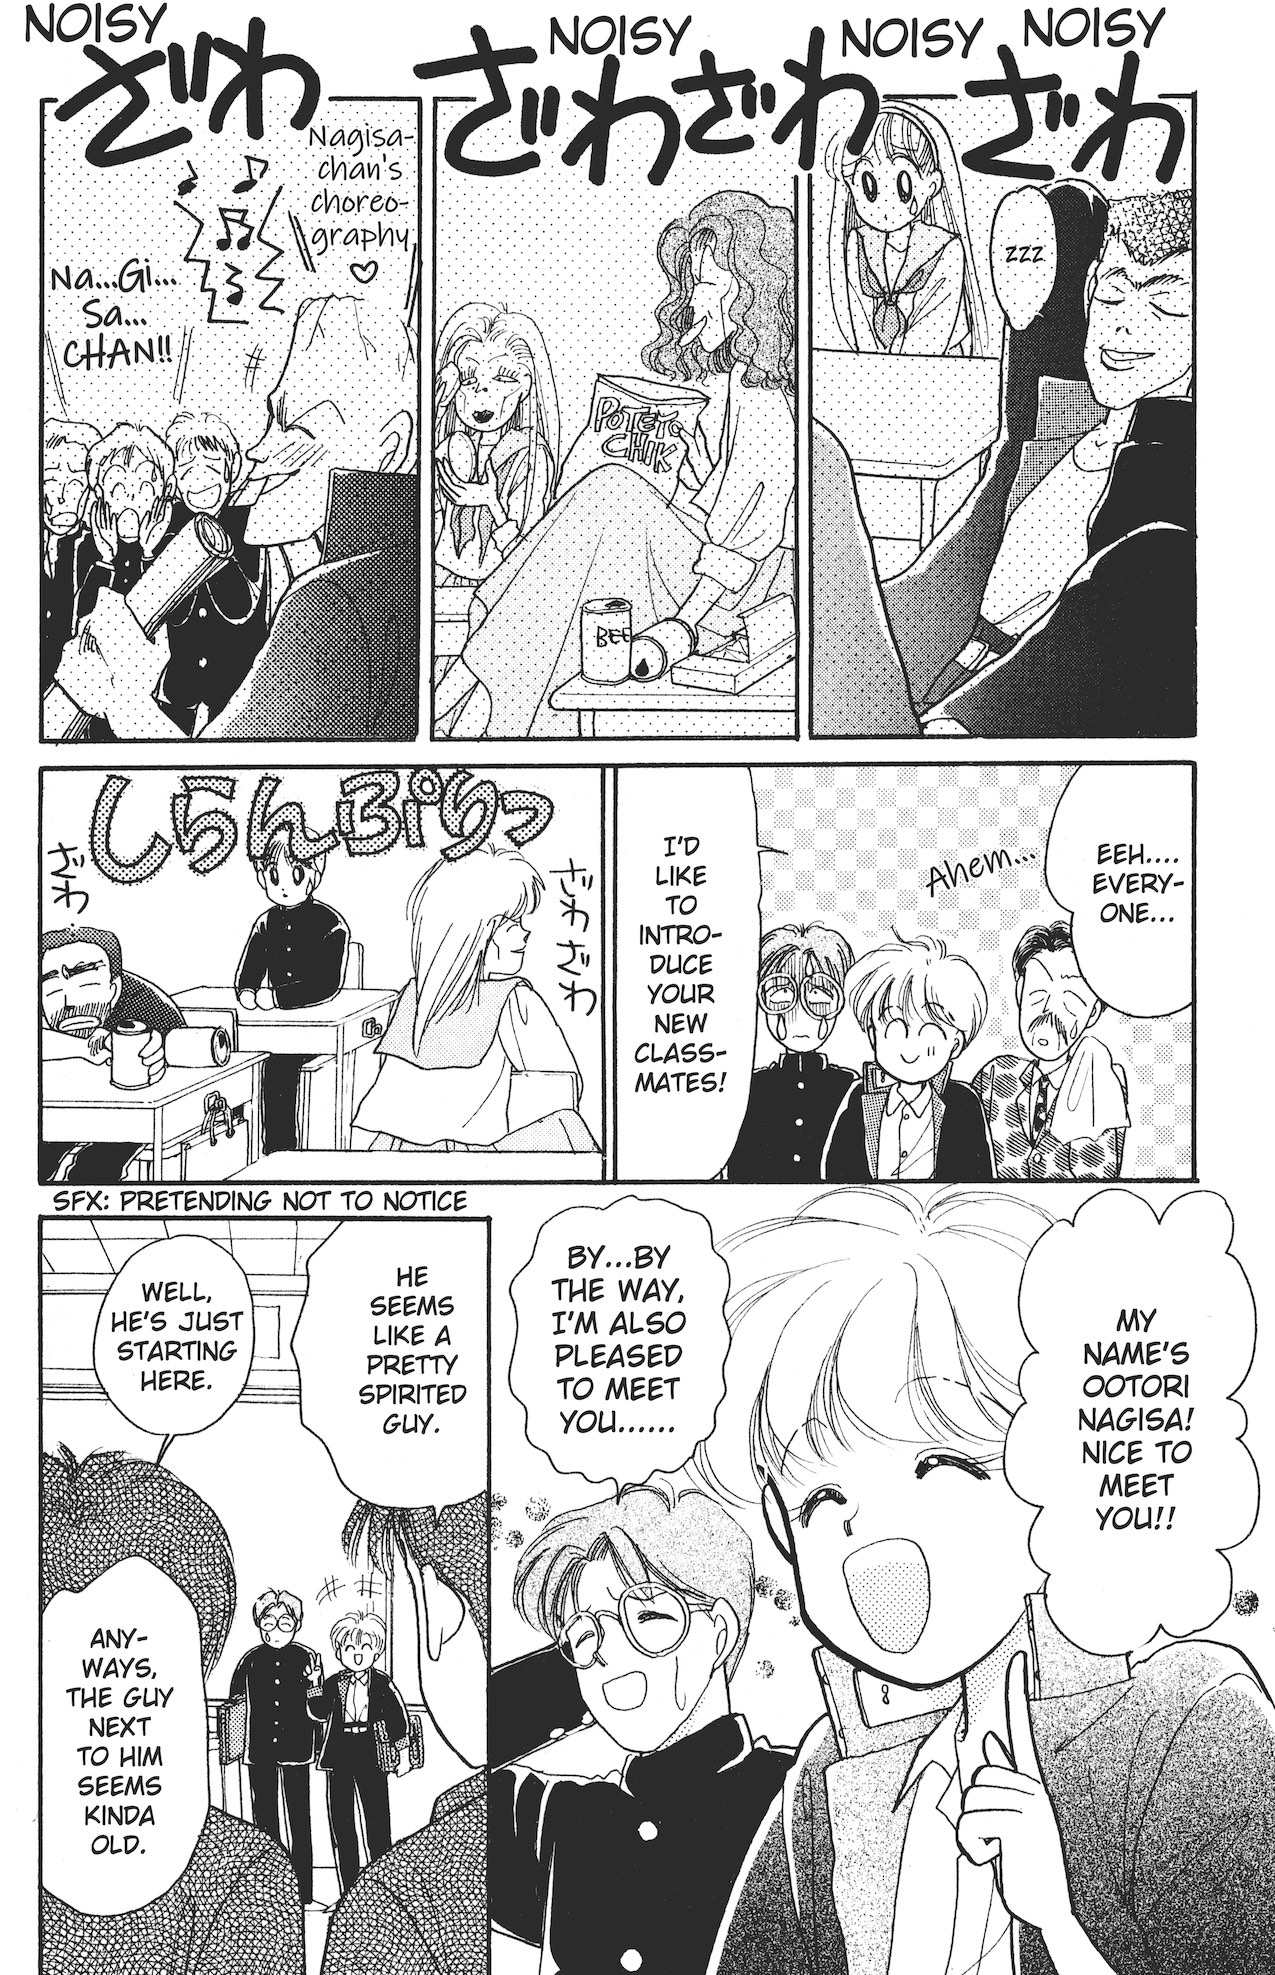 NOISY
ざわ
NOISY
ざわ
NOISY
ざわ
NOISY
ざわ
zzz
POTETO
CHIK
BEE
Nagisa-
chan's
choreo-
graphy
♡
Na...Gi...
Sa...
CHAN!!
EEH....
EVERY-
ONE...
Ahem...
I'D
LIKE
TO
INTRO-
DUCE
YOUR
NEW
CLASS-
MATES!
しらんぷりっ
ざわざわ
ざわ
SFX: PRETENDING NOT TO NOTICE
MY
NAME'S
OOTORI
NAGISA!
NICE TO
MEET
YOU!!
BY...BY
THE WAY,
I'M ALSO
PLEASED
TO MEET
YOU......
HE
SEEMS
LIKE A
PRETTY
SPIRITED
GUY.
WELL,
HE'S JUST
STARTING
HERE.
ANY-
WAYS,
THE GUY
NEXT
TO HIM
SEEMS
KINDA
OLD.